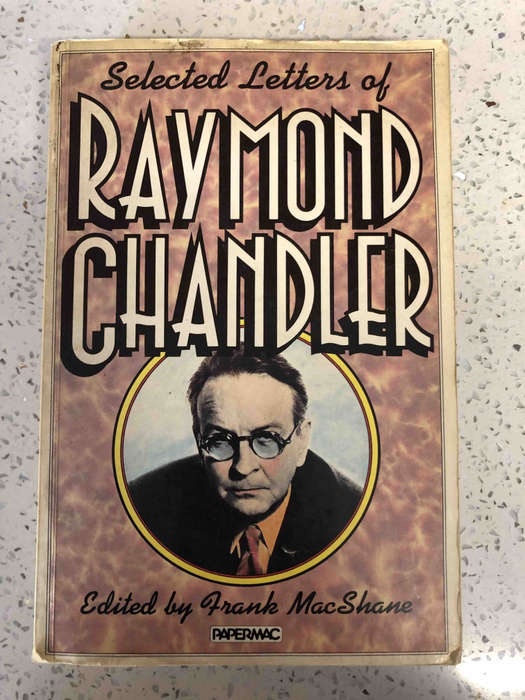 Selected Letters of
RAYMOND
CHANDLER
Edited by Frank MacShane
PAPERMAC